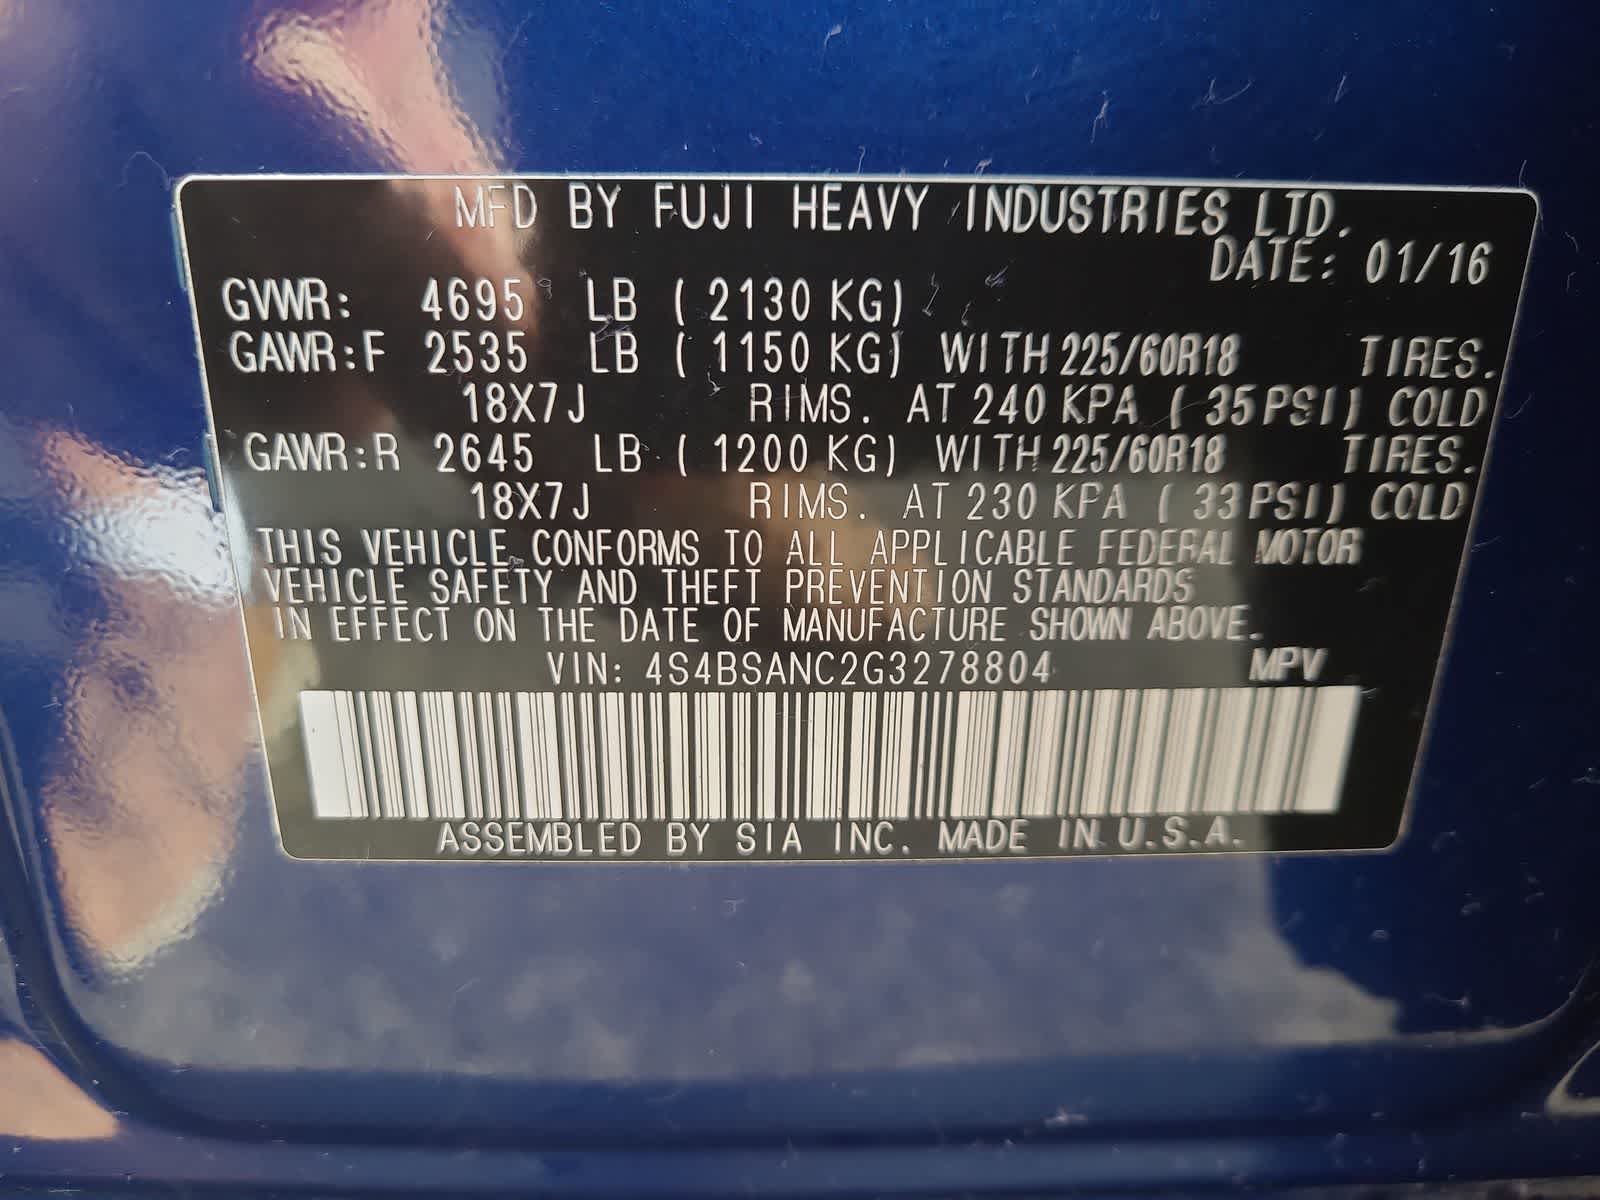 MFD BY FUJI HEAVY INDUSTRIES LTD.
DATE: 01/16
GVWR: 4695 LB ( 2130 KG)
GAWR:F 2535 LB ( 1150 KG) WITH 225/60R18 TIRES.
18X7J RIMS. AT 240 KPA ( 35 PSI) COLD
GAWR:R 2645 LB ( 1200 KG) WITH 225/60R18 TIRES.
18X7J RIMS. AT 230 KPA ( 33 PSI) COLD
THIS VEHICLE CONFORMS TO ALL APPLICABLE FEDERAL MOTOR
VEHICLE SAFETY AND THEFT PREVENTION STANDARDS
IN EFFECT ON THE DATE OF MANUFACTURE SHOWN ABOVE.
VIN: 4S4BSANC2G3278804 MPV
ASSEMBLED BY SIA INC. MADE IN U.S.A.